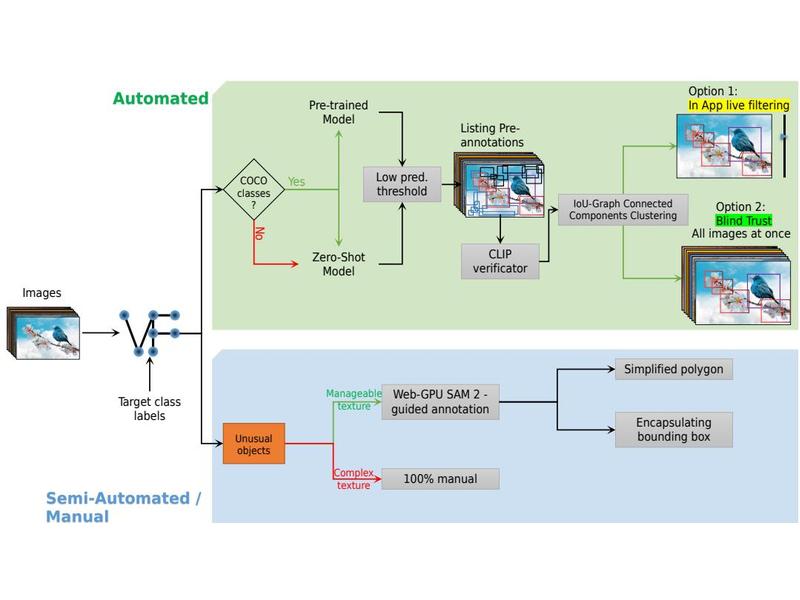 Automated
Pre-trained
Model
Listing Pre-
annotations
Option 1:
In App live filtering
COCO
classes
?
Yes
No
Low pred.
threshold
IoU-Graph Connected
Components Clustering
Option 2:
Blind Trust
All images at once
Zero-Shot
Model
CLIP
verificator
Images
Target class
labels
Unusual
objects
Manageable
texture
Web-GPU SAM 2 -
guided annotation
Simplified polygon
Encapsulating
bounding box
Complex
texture
100% manual
Semi-Automated /
Manual